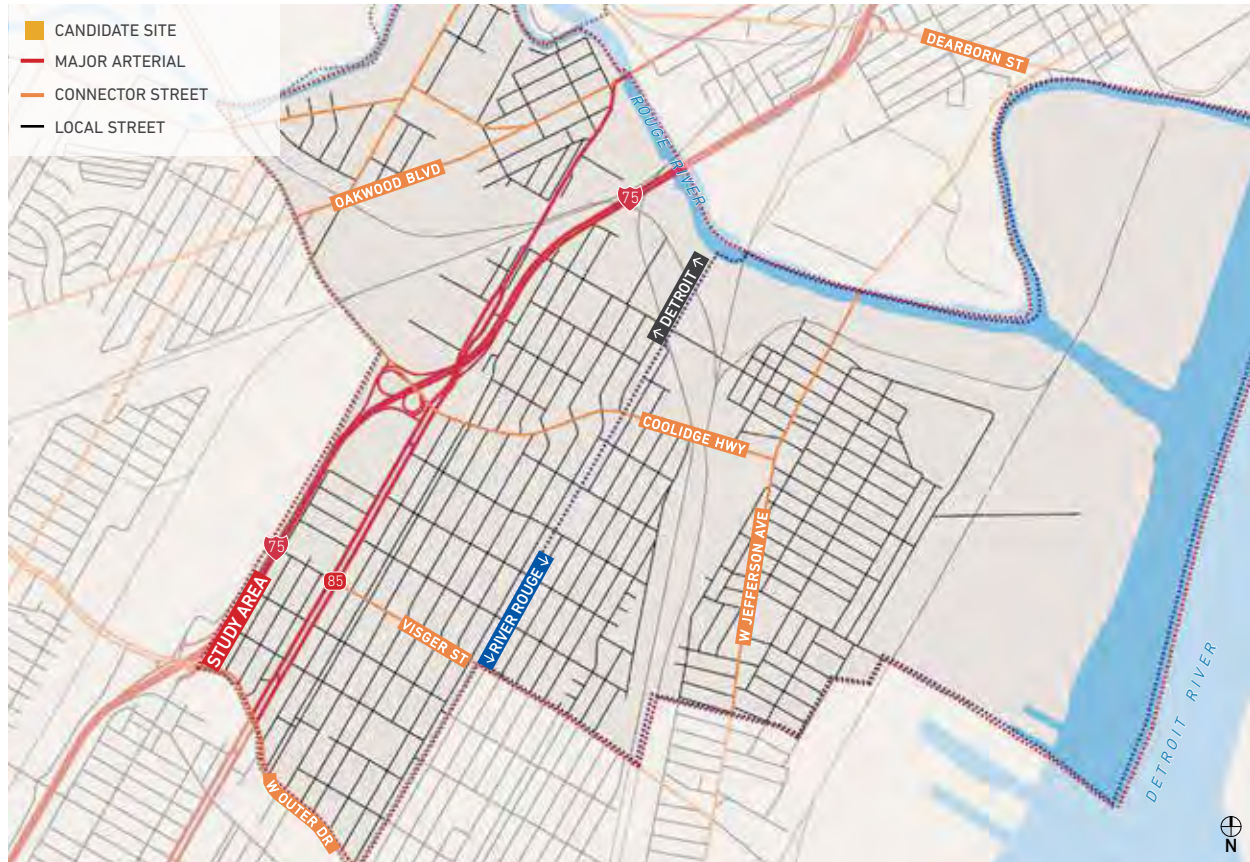 CANDIDATE SITE
MAJOR ARTERIAL
CONNECTOR STREET
LOCAL STREET
DEARBORN ST
ROUGE RIVER
OAKWOOD BLVD
75
↑ DETROIT ↑
COOLIDGE HWY
75
85
W JEFFERSON AVE
STUDY AREA
VISGER ST
↓ RIVER ROUGE ↓
DETROIT RIVER
W OUTER DR
N